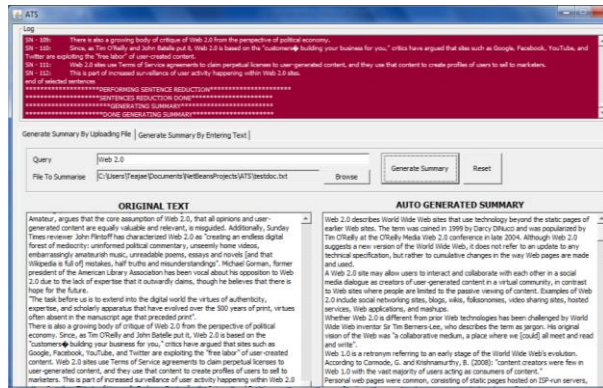 ATS
Log
SN - 109: There is also a growing body of critique of Web 2.0 from the perspective of political economy.
SN - 110: Since, as Tim O'Reilly and John Batelle put it, Web 2.0 is based on the "customers� building your business for you," critics have argued that sites such as Google, Facebook, YouTube, and
Twitter are exploiting the "free labor" of user-created content.
SN - 111: Web 2.0 sites use Terms of Service agreements to claim perpetual licenses to user-generated content, and they use that content to create profiles of users to sell to marketers.
SN - 112: This is part of increased surveillance of user activity happening within Web 2.0 sites.
end of selected sentences
**********************PERFORMING SENTENCE REDUCTION**********************
**********************SENTENCES REDUCTION DONE**********************
**********************GENERATING SUMMARY**********************
**********************DONE GENERATING SUMMARY**********************
Generate Summary By Uploading File Generate Summary By Entering Text
Query Web 2.0
File To Summarise C:\Users\Teajae\Documents\NetBeansProjects\ATS\testdoc.txt Browse Generate Summary Reset
ORIGINAL TEXT
Amateur, argues that the core assumption of Web 2.0, that all opinions and user-
generated content are equally valuable and relevant, is misguided. Additionally, Sunday
Times reviewer John Flintoff has characterized Web 2.0 as "creating an endless digital
forest of mediocrity: uninformed political commentary, unseemly home videos,
embarrassingly amateurish music, unreadable poems, essays and novels [and that
Wikipedia is full of] mistakes, half truths and misunderstandings". Michael Gorman, former
president of the American Library Association has been vocal about his opposition to Web
2.0 due to the lack of expertise that it outwardly claims, though he believes that there is
hope for the future.
"The task before us is to extend into the digital world the virtues of authenticity,
expertise, and scholarly apparatus that have evolved over the 500 years of print, virtues
often absent in the manuscript age that preceded print".
There is also a growing body of critique of Web 2.0 from the perspective of political
economy. Since, as Tim O'Reilly and John Batelle put it, Web 2.0 is based on the
"customers� building your business for you," critics have argued that sites such as Google,
Facebook, YouTube, and Twitter are exploiting the "free labor" of user-created
content. Web 2.0 sites use Terms of Service agreements to claim perpetual licenses to
user-generated content, and they use that content to create profiles of users to sell to
marketers. This is part of increased surveillance of user activity happening within Web 2.0
AUTO GENERATED SUMMARY
Web 2.0 describes World Wide Web sites that use technology beyond the static pages of
earlier Web sites. The term was coined in 1999 by Darcy DiNucci and was popularized by
Tim O'Reilly at the O'Reilly Media Web 2.0 conference in late 2004. Although Web 2.0
suggests a new version of the World Wide Web, it does not refer to an update to any
technical specification, but rather to cumulative changes in the way Web pages are made
and used.
A Web 2.0 site may allow users to interact and collaborate with each other in a social
media dialogue as creators of user-generated content in a virtual community, in contrast
to Web sites where people are limited to the passive viewing of content. Examples of Web
2.0 include social networking sites, blogs, wikis, folksonomies, video sharing sites, hosted
services, Web applications, and mashups.
Whether Web 2.0 is different from prior Web technologies has been challenged by World
Wide Web inventor Sir Tim Berners-Lee, who describes the term as jargon. His original
vision of the Web was "a collaborative medium, a place where we [could] all meet and read
and write".
Web 1.0 is a retronym referring to an early stage of the World Wide Web's evolution.
According to Cormode, G. and Krishnamurthy, B. (2008): "Content creators were few in
Web 1.0 with the vast majority of users acting as consumers of content."
Personal web pages were common, consisting of static pages hosted on ISP-run servers,